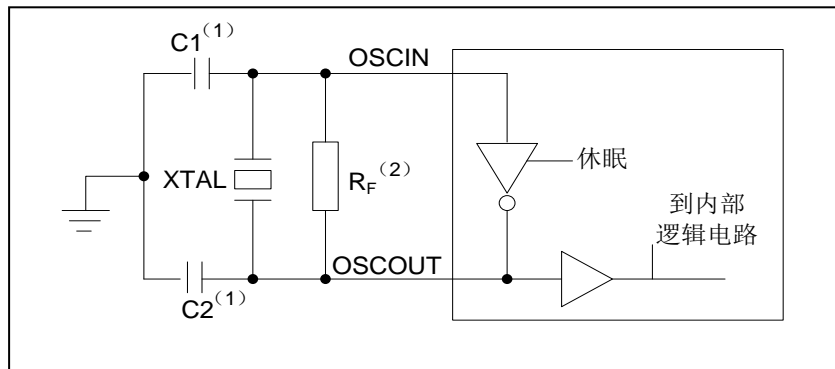 C1（1）
OSCIN
XTAL
RF（2）
休眠
到内部
逻辑电路
OSCOUT
C2（1）